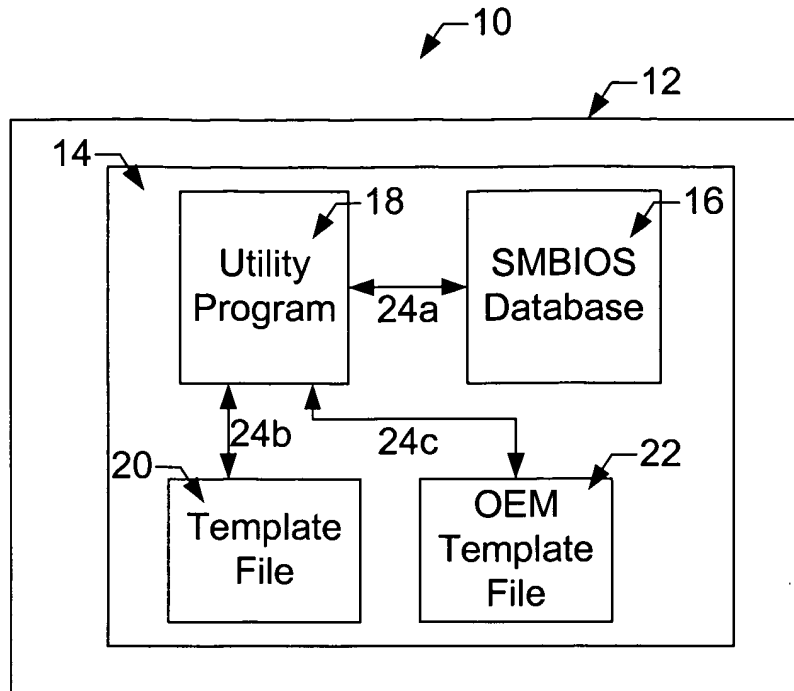 10
12
14
18
16
Utility
Program
SMBIOS
Database
24a
24b
24c
20
22
Template
File
OEM
Template
File